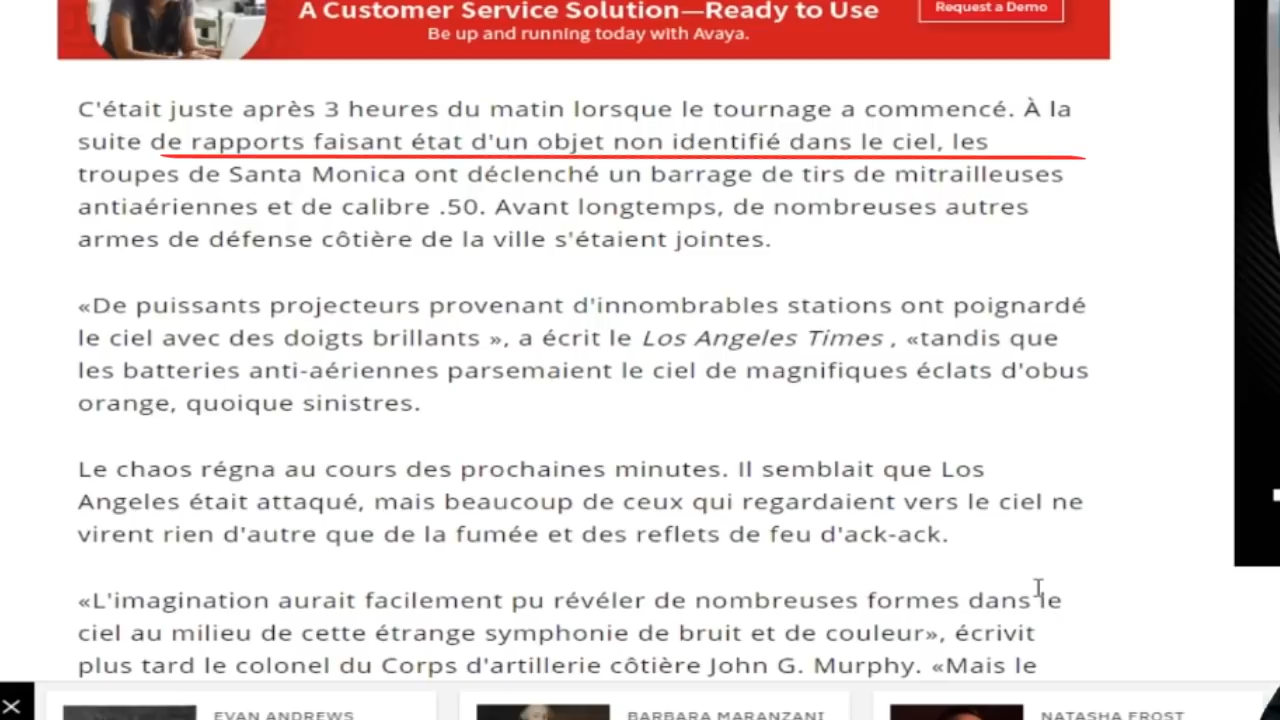 A Customer Service Solution—Ready to Use
Request a Demo
Be up and running today with Avaya.
C'était juste après 3 heures du matin lorsque le tournage a commencé. À la
suite de rapports faisant état d'un objet non identifié dans le ciel, les
troupes de Santa Monica ont déclenché un barrage de tirs de mitrailleuses
antiaériennes et de calibre .50. Avant longtemps, de nombreuses autres
armes de défense côtière de la ville s'étaient jointes.
«De puissants projecteurs provenant d'innombrables stations ont poignardé
le ciel avec des doigts brillants », a écrit le Los Angeles Times , «tandis que
les batteries anti-aériennes parsemaient le ciel de magnifiques éclats d'obus
orange, quoique sinistres.
Le chaos régna au cours des prochaines minutes. Il semblait que Los
Angeles était attaqué, mais beaucoup de ceux qui regardaient vers le ciel ne
virent rien d'autre que de la fumée et des reflets de feu d'ack-ack.
«L'imagination aurait facilement pu révéler de nombreuses formes dans le
ciel au milieu de cette étrange symphonie de bruit et de couleur», écrivit
plus tard le colonel du Corps d'artillerie côtière John G. Murphy. «Mais le
EVAN ANDREWS
BARBARA MARANZANI
NATASHA FROST